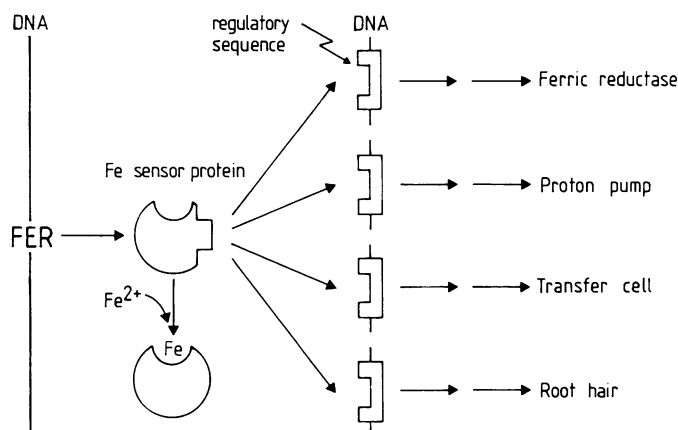 DNA
regulatory
sequence
DNA
Ferric reductase
Fe sensor protein
Proton pump
FER
Fe2+
Transfer cell
Fe
Root hair